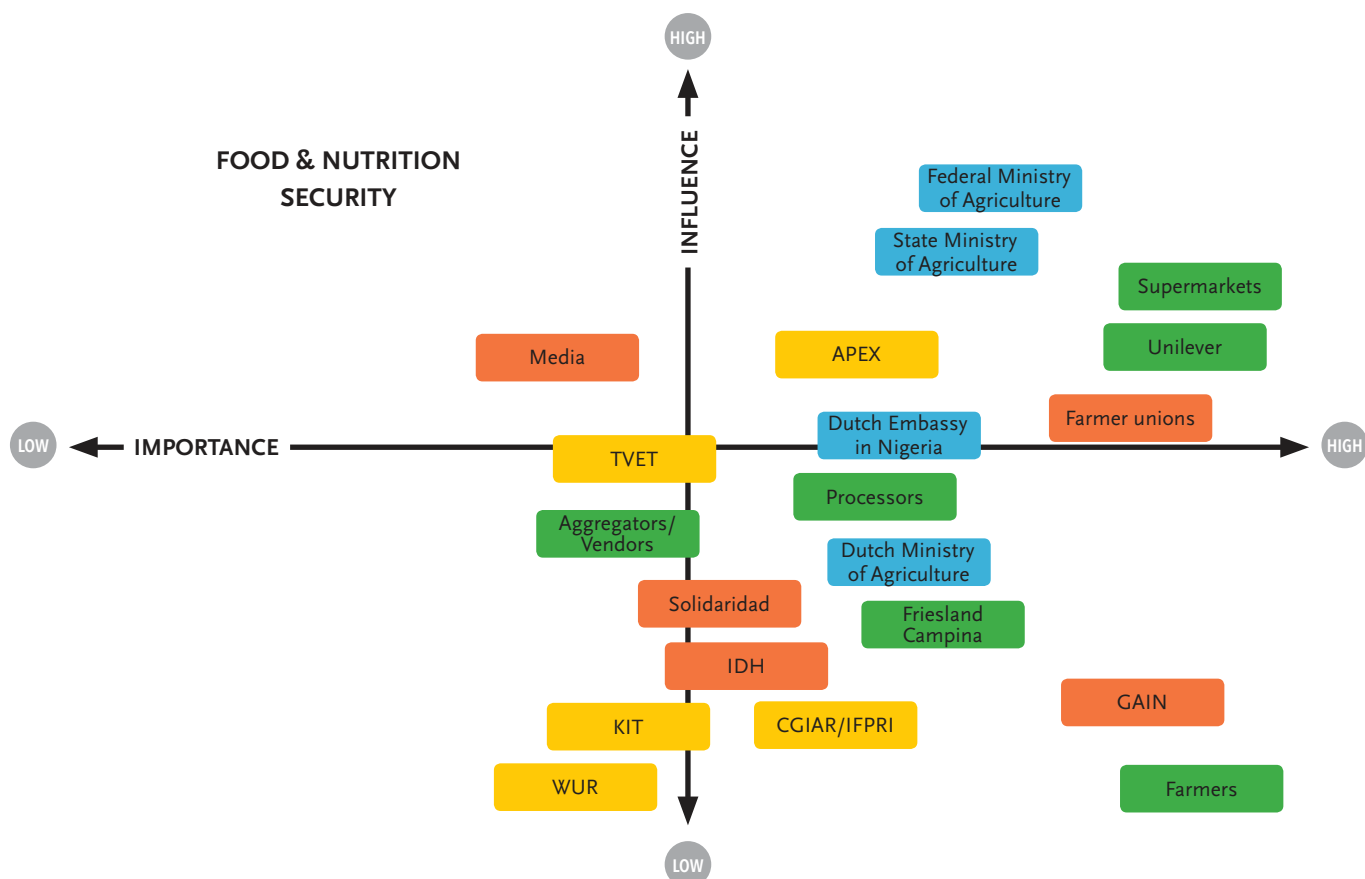 HIGH
FOOD & NUTRITION
SECURITY
INFLUENCE
Federal Ministry
of Agriculture
State Ministry
of Agriculture
Supermarkets
Unilever
Media
APEX
Farmer unions
LOW
IMPORTANCE
TVET
Dutch Embassy
in Nigeria
HIGH
Processors
Aggregators/
Vendors
Dutch Ministry
of Agriculture
Solidaridad
Friesland
Campina
IDH
GAIN
KIT
CGIAR/IFPRI
WUR
Farmers
LOW